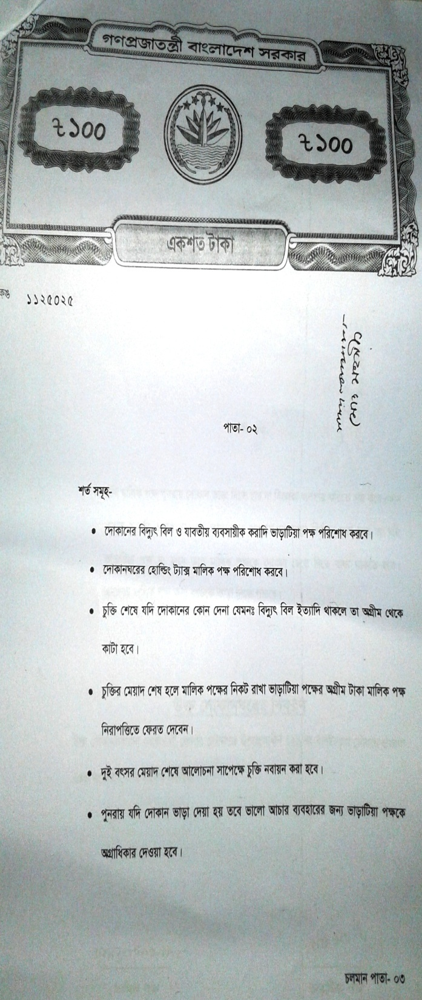 গণপ্রজাতন্ত্রী বাংলাদেশ সরকার
৳১০০
৳১০০
একশত টাকা
কঙ ১১২৫০২৫
পাতা- ০২
শর্ত সমূহ-
• দোকানের বিদ্যুৎ বিল ও যাবতীয় ব্যবসায়ীক করাদি ভাড়াটিয়া পক্ষ পরিশোধ করবে।
• দোকানঘরের হোল্ডিং ট্যাক্স মালিক পক্ষ পরিশোধ করবে।
• চুক্তি শেষে যদি দোকানের কোন দেনা যেমনঃ বিদ্যুৎ বিল ইত্যাদি থাকলে তা অগ্রীম থেকে
কাটা হবে।
• চুক্তির মেয়াদ শেষ হলে মালিক পক্ষের নিকট রাখা ভাড়াটিয়া পক্ষের অগ্রীম টাকা মালিক পক্ষ
নিরাপত্তিতে ফেরত দেবেন।
• দুই বৎসর মেয়াদ শেষে আলোচনা সাপেক্ষে চুক্তি নবায়ন করা হবে।
• পুনরায় যদি দোকান ভাড়া দেয়া হয় তবে ভালো আচার ব্যবহারের জন্য ভাড়াটিয়া পক্ষকে
অগ্রাধিকার দেওয়া হবে।
চলমান পাতা- ০৩